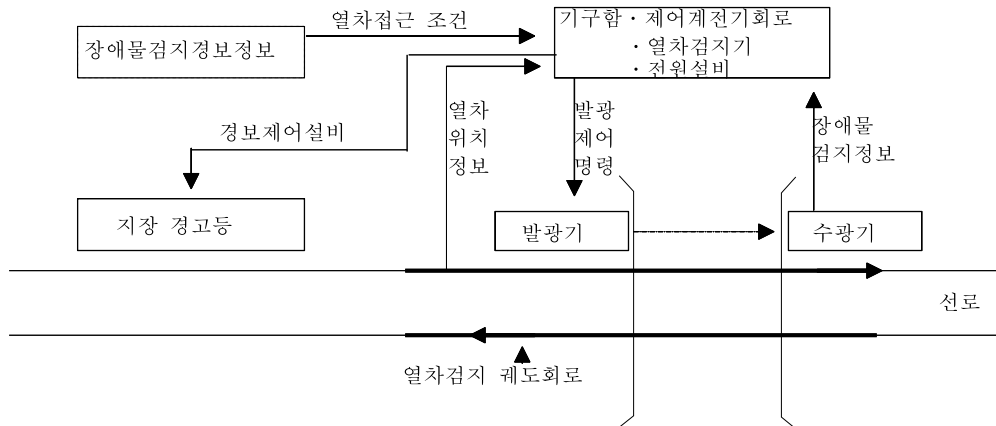 열차접근 조건
장애물검지경보정보
기구함 · 제어계전기회로
· 열차검지기
· 전원설비
경보제어설비
열차
위치
정보
발광
제어
명령
장애물
검지정보
지장 경고등
발광기
수광기
선로
열차검지 궤도회로